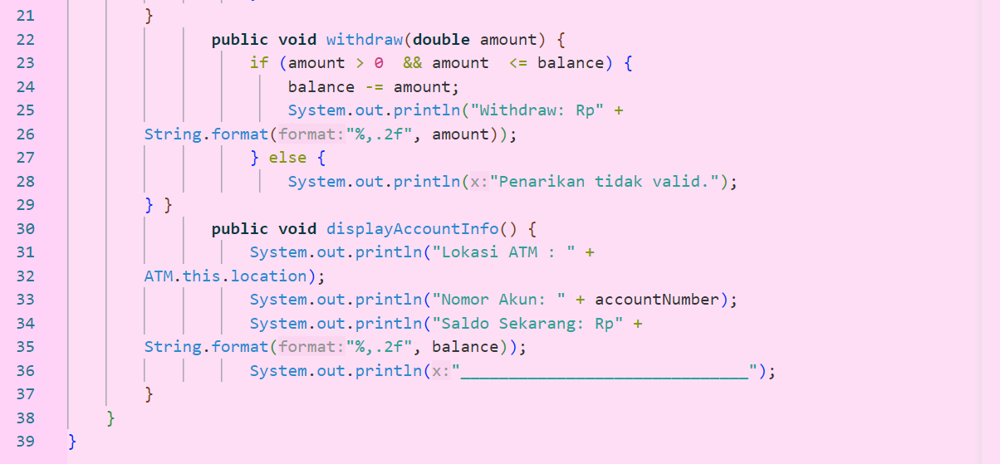 21 }
22 public void withdraw(double amount) {
23 if (amount > 0  && amount  <= balance) {
24 balance -= amount;
25 System.out.println("Withdraw: Rp" +
26 String.format(format:"%,.2f", amount));
27 } else {
28 System.out.println(x:"Penarikan tidak valid.");
29 } }
30 public void displayAccountInfo() {
31 System.out.println("Lokasi ATM : " +
32 ATM.this.location);
33 System.out.println("Nomor Akun: " + accountNumber);
34 System.out.println("Saldo Sekarang: Rp" +
35 String.format(format:"%,.2f", balance));
36 System.out.println(x:"______________________________");
37 }
38 }
39 }